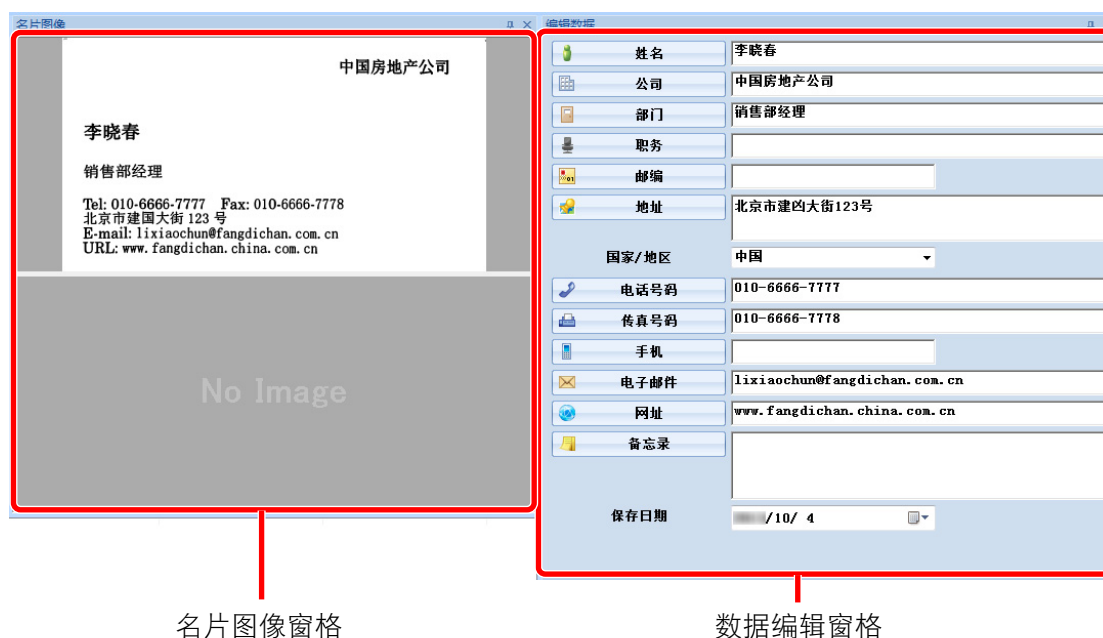 名片图像
编辑数据
中国房地产公司
李晓春
销售部经理
Tel: 010-6666-7777 Fax: 010-6666-7778
北京市建国大街 123 号
E-mail: lixiaochun@fangdichan. com. cn
URL: www. fangdichan. china. com. cn
No Image
姓名 李晓春
公司 中国房地产公司
部门 销售部经理
职务
邮编
地址 北京市建凶大街123号
国家/地区 中国
电话号码 010-6666-7777
传真号码 010-6666-7778
手机
电子邮件 lixiaochun@fangdichan.com.cn
网址 www.fangdichan.china.com.cn
备忘录
保存日期 /10/ 4
名片图像窗格
数据编辑窗格